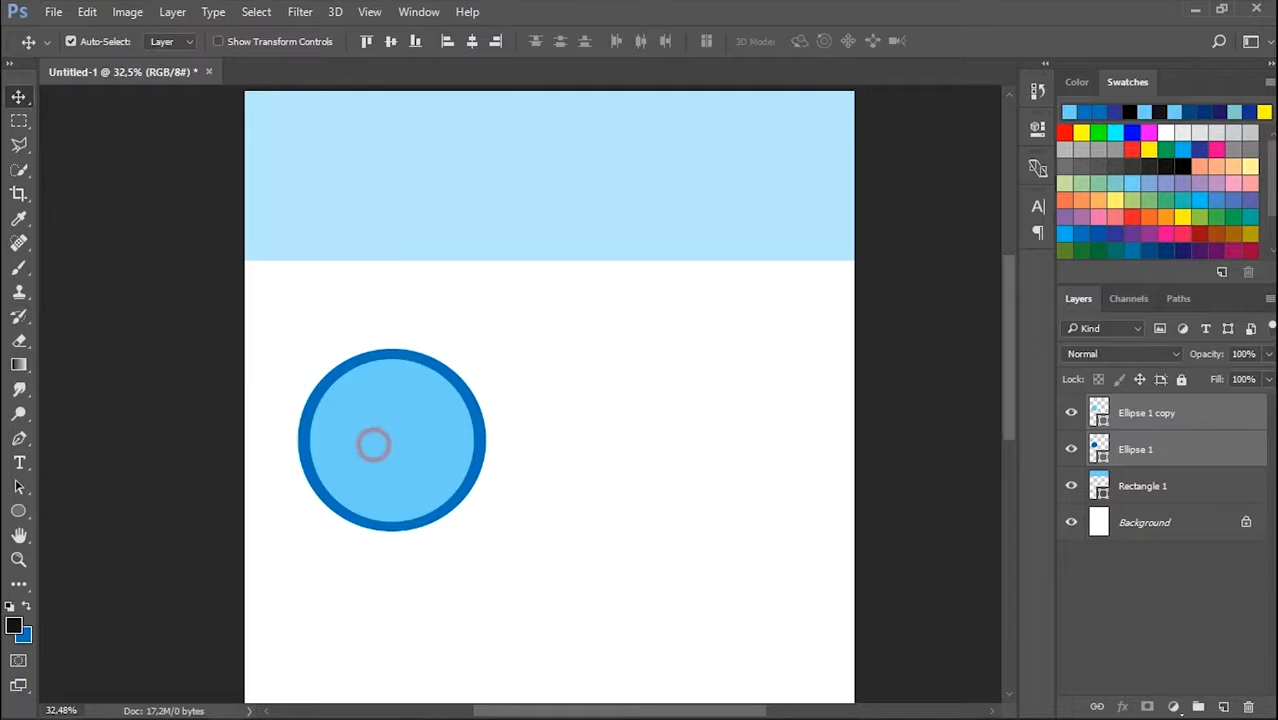 Ps File Edit Image Layer Type Select Filter 3D View Window Help
Auto-Select: Layer Show Transform Controls 3D Mode:
Untitled-1 @ 32,5% (RGB/8#) * ×
Color Swatches
Layers Channels Paths
Kind
Normal Opacity: 100%
Lock: Fill: 100%
Ellipse 1 copy
Ellipse 1
Rectangle 1
Background
32,48% Doc: 17,2M/0 bytes